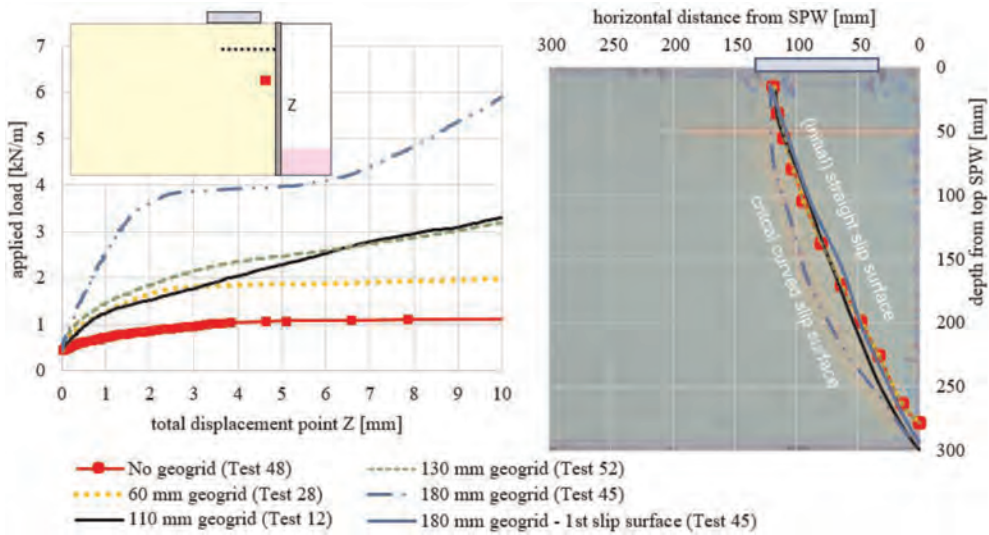 7
6
5
4
3
2
1
0
applied load [kN/m]
Z
0 1 2 3 4 5 6 7 8 9 10
total displacement point Z [mm]
horizontal distance from SPW [mm]
300 250 200 150 100 50 0
0
50
100
150
200
250
300
depth from top SPW [mm]
(initial) straight slip surface
critical curved slip surface
No geogrid (Test 48)
60 mm geogrid (Test 28)
110 mm geogrid (Test 12)
130 mm geogrid (Test 52)
180 mm geogrid (Test 45)
180 mm geogrid - 1st slip surface (Test 45)